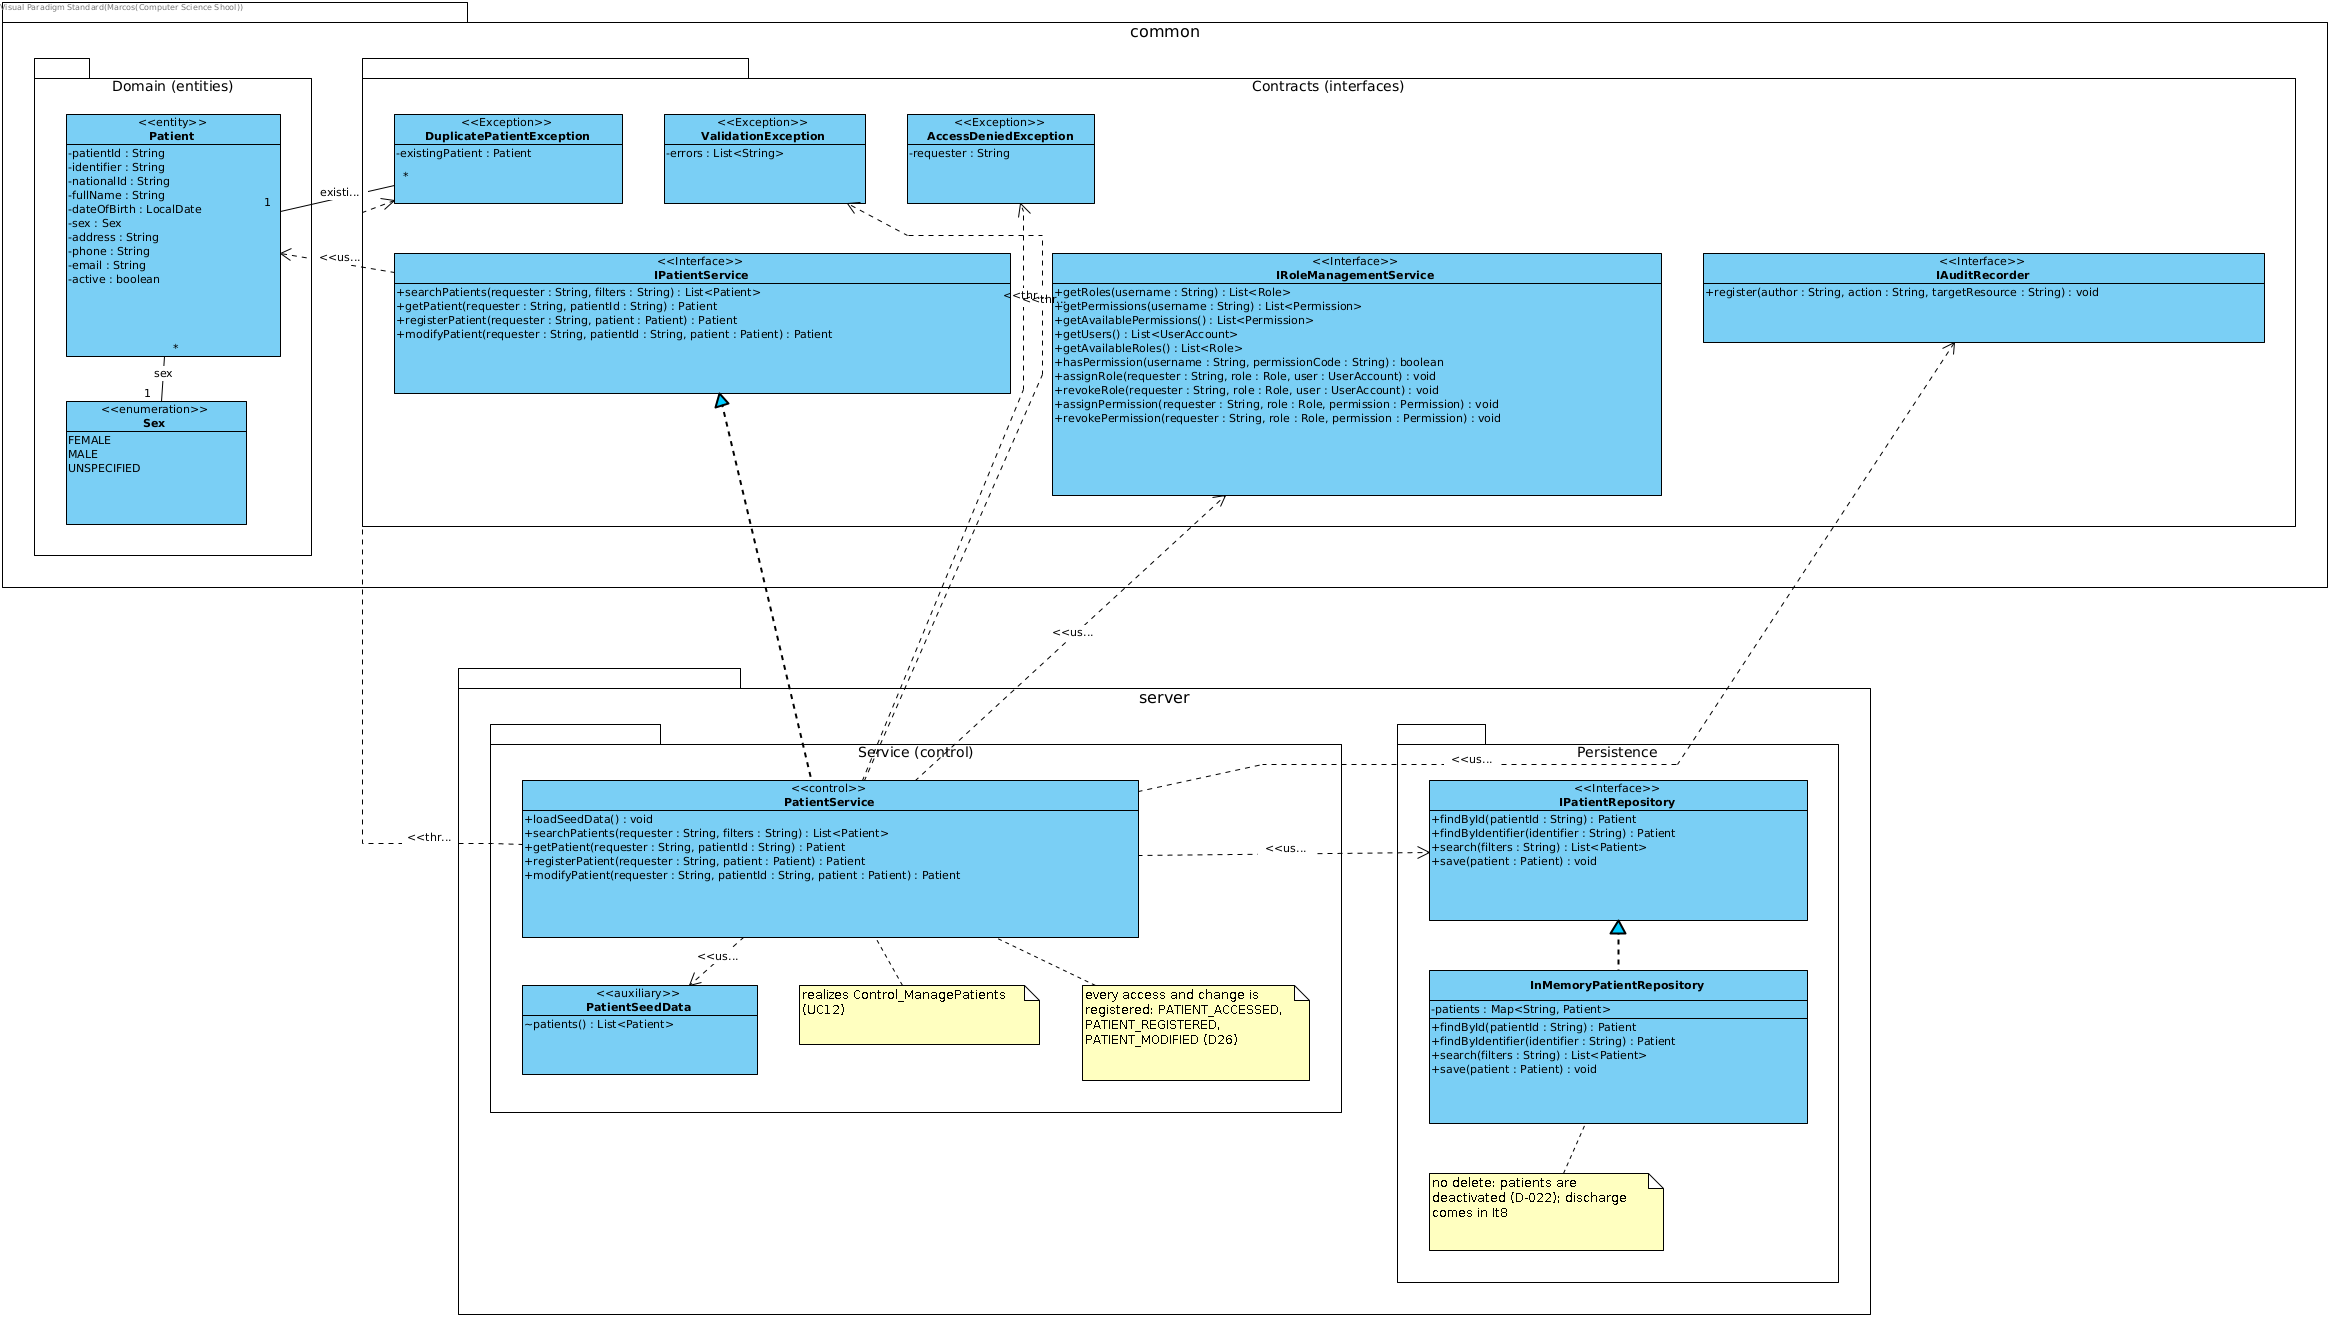 Visual Paradigm Standard(Marcos(Computer Science Shool))
common
Domain (entities)
<<entity>>
Patient
-patientId : String
-identifier : String
-nationalId : String
-fullName : String
-dateOfBirth : LocalDate
-sex : Sex
-address : String
-phone : String
-email : String
-active : boolean
1
*
sex
1
<<enumeration>>
Sex
FEMALE
MALE
UNSPECIFIED
existi...
<<us...
Contracts (interfaces)
<<Exception>>
DuplicatePatientException
-existingPatient : Patient
*
<<Exception>>
ValidationException
-errors : List<String>
<<Exception>>
AccessDeniedException
-requester : String
<<Interface>>
IPatientService
+searchPatients(requester : String, filters : String) : List<Patient>
+getPatient(requester : String, patientId : String) : Patient
+registerPatient(requester : String, patient : Patient) : Patient
+modifyPatient(requester : String, patientId : String, patient : Patient) : Patient
<<thr...
<<thr...
<<Interface>>
IRoleManagementService
+getRoles(username : String) : List<Role>
+getPermissions(username : String) : List<Permission>
+getAvailablePermissions() : List<Permission>
+getUsers() : List<UserAccount>
+getAvailableRoles() : List<Role>
+hasPermission(username : String, permissionCode : String) : boolean
+assignRole(requester : String, role : Role, user : UserAccount) : void
+revokeRole(requester : String, role : Role, user : UserAccount) : void
+assignPermission(requester : String, role : Role, permission : Permission) : void
+revokePermission(requester : String, role : Role, permission : Permission) : void
<<Interface>>
IAuditRecorder
+register(author : String, action : String, targetResource : String) : void
<<us...
server
Service (control)
<<control>>
PatientService
+loadSeedData() : void
+searchPatients(requester : String, filters : String) : List<Patient>
+getPatient(requester : String, patientId : String) : Patient
+registerPatient(requester : String, patient : Patient) : Patient
+modifyPatient(requester : String, patientId : String, patient : Patient) : Patient
<<thr...
<<us...
<<us...
<<us...
<<auxiliary>>
PatientSeedData
~patients() : List<Patient>
realizes Control_ManagePatients
(UC12)
every access and change is
registered: PATIENT_ACCESSED,
PATIENT_REGISTERED,
PATIENT_MODIFIED (D26)
Persistence
<<Interface>>
IPatientRepository
+findById(patientId : String) : Patient
+findByIdentifier(identifier : String) : Patient
+search(filters : String) : List<Patient>
+save(patient : Patient) : void
InMemoryPatientRepository
-patients : Map<String, Patient>
+findById(patientId : String) : Patient
+findByIdentifier(identifier : String) : Patient
+search(filters : String) : List<Patient>
+save(patient : Patient) : void
no delete: patients are
deactivated (D-022); discharge
comes in It8